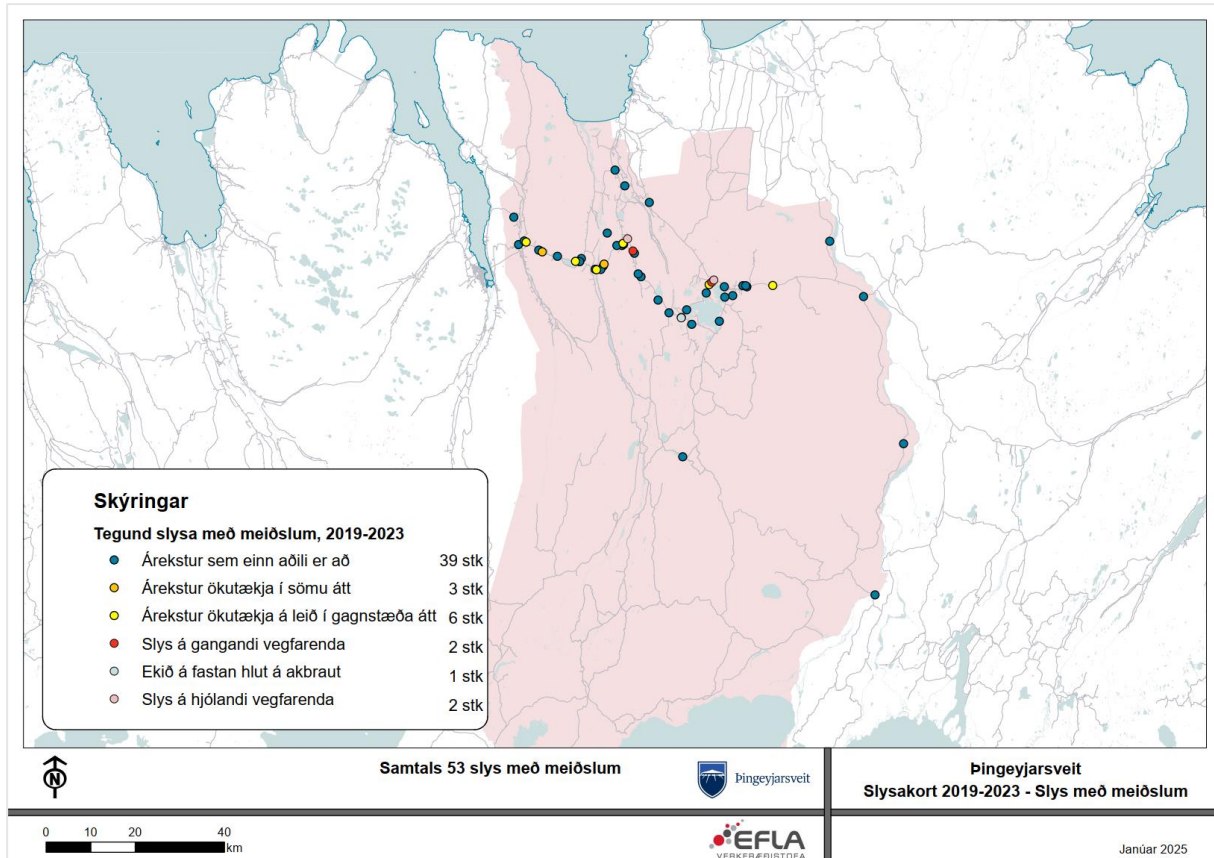 Skýringar
Tegund slysa með meiðslum, 2019-2023
Árekstur sem einn aðili er að 39 stk
Árekstur ökutækja í sömu átt 3 stk
Árekstur ökutækja á leið í gagnstæða átt 6 stk
Slys á gangandi vegfarenda 2 stk
Ekið á fastan hlut á akbraut 1 stk
Slys á hjólandi vegfarenda 2 stk
N
Samtals 53 slys með meiðslum
Þingeyjarsveit
Þingeyjarsveit
Slysakort 2019-2023 - Slys með meiðslum
0 10 20 40
km
EFLA
VERKFRÆÐISTOFA
Janúar 2025